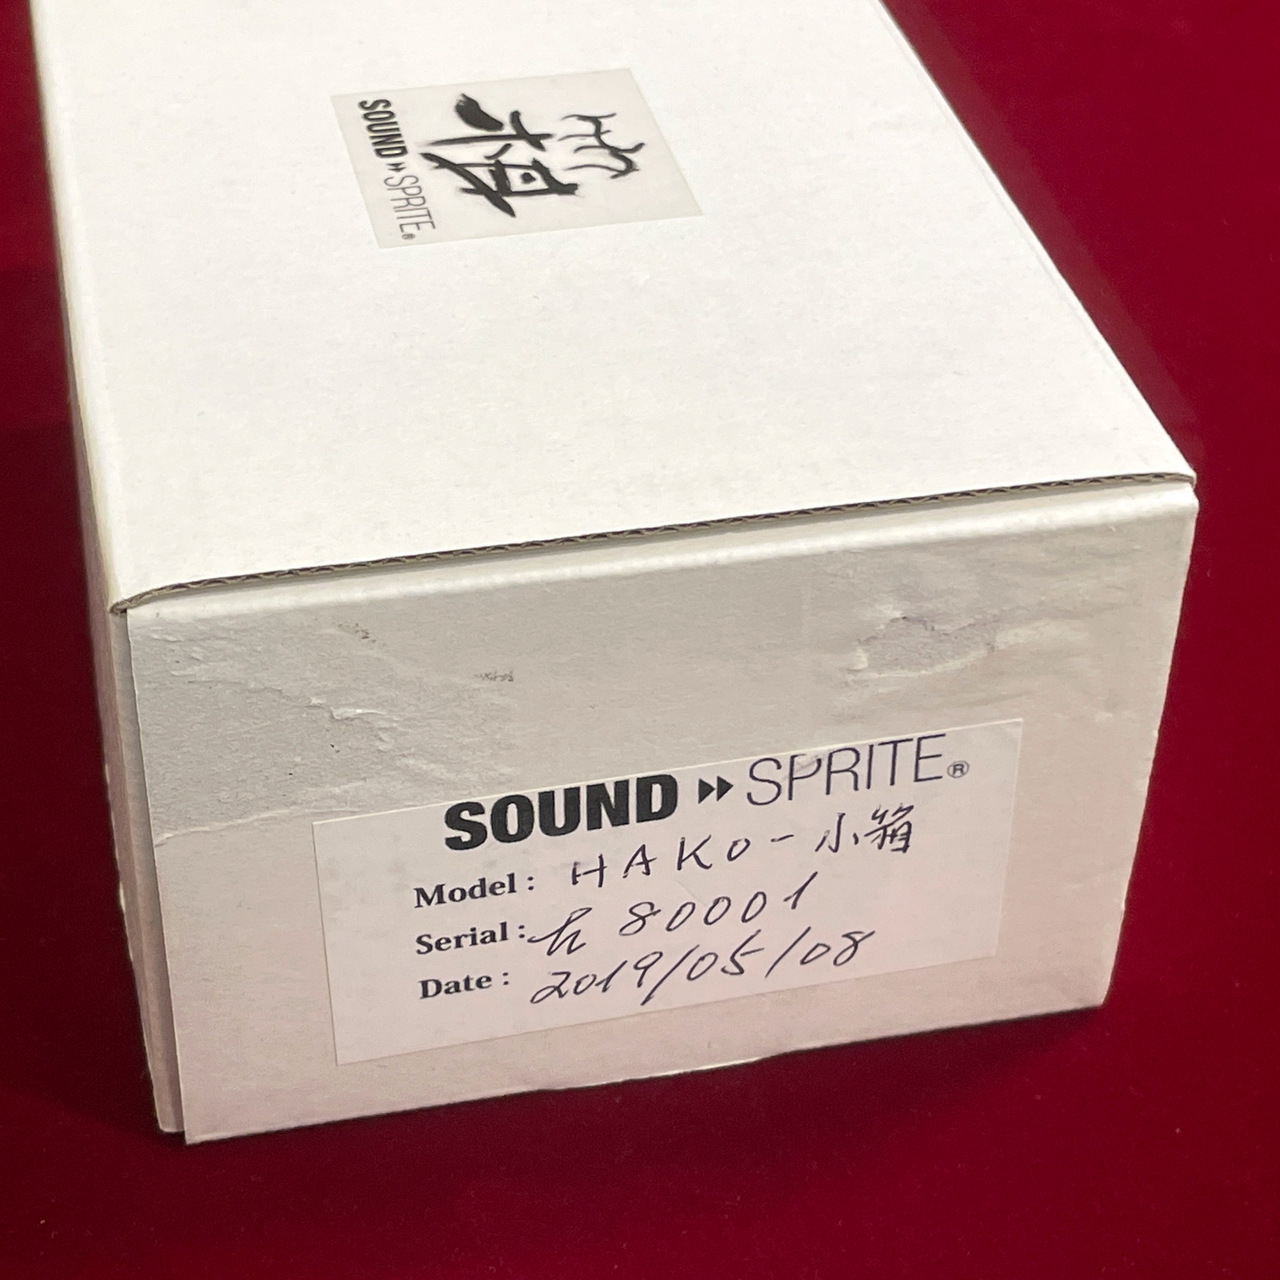 SOUND SPRITE®
SOUND SPRITE®
Model: HAKO-小箱
Serial: h 80001
Date: 2019/05/08